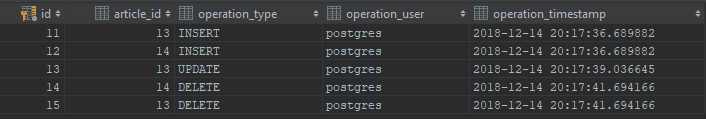 id article_id operation_type operation_user operation_timestamp
11 13 INSERT postgres 2018-12-14 20:17:36.689882
12 14 INSERT postgres 2018-12-14 20:17:36.689882
13 13 UPDATE postgres 2018-12-14 20:17:39.036645
14 14 DELETE postgres 2018-12-14 20:17:41.694166
15 13 DELETE postgres 2018-12-14 20:17:41.694166